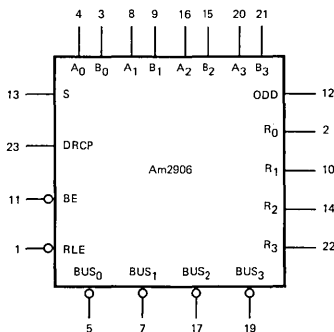 4 3 8 9 16 15 20 21
A0 B0 A1 B1 A2 B2 A3 B3
13 S ODD 12
R0 2
23 DRCP
R1 10
Am2906
11 BE R2 14
1 RLE R3 22
BUS0 BUS1 BUS2 BUS3
5 7 17 19